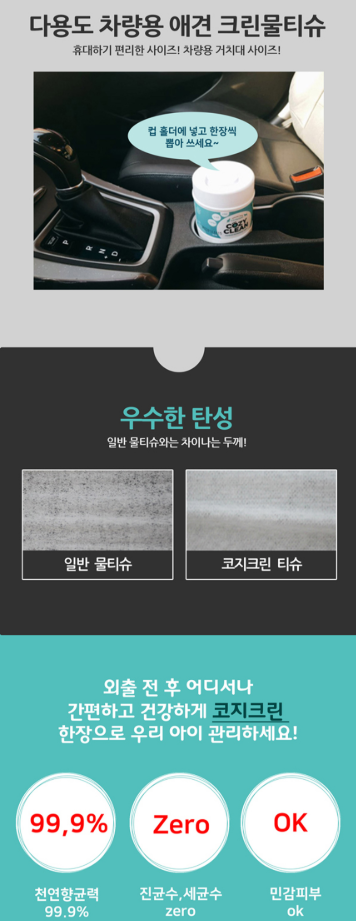 다용도 차량용 애견 크린물티슈
휴대하기 편리한 사이즈! 차량용 거치대 사이즈!
컵 홀더에 넣고 한장씩
뽑아 쓰세요~
COZY
CLEAN
P
R
N
D
우수한 탄성
일반 물티슈와는 차이나는 두께!
일반 물티슈
코지크린 티슈
외출 전 후 어디서나
간편하고 건강하게 코지크린
한장으로 우리 아이 관리하세요!
99,9%
Zero
OK
천연향균력
99.9%
진균수,세균수
zero
민감피부
ok